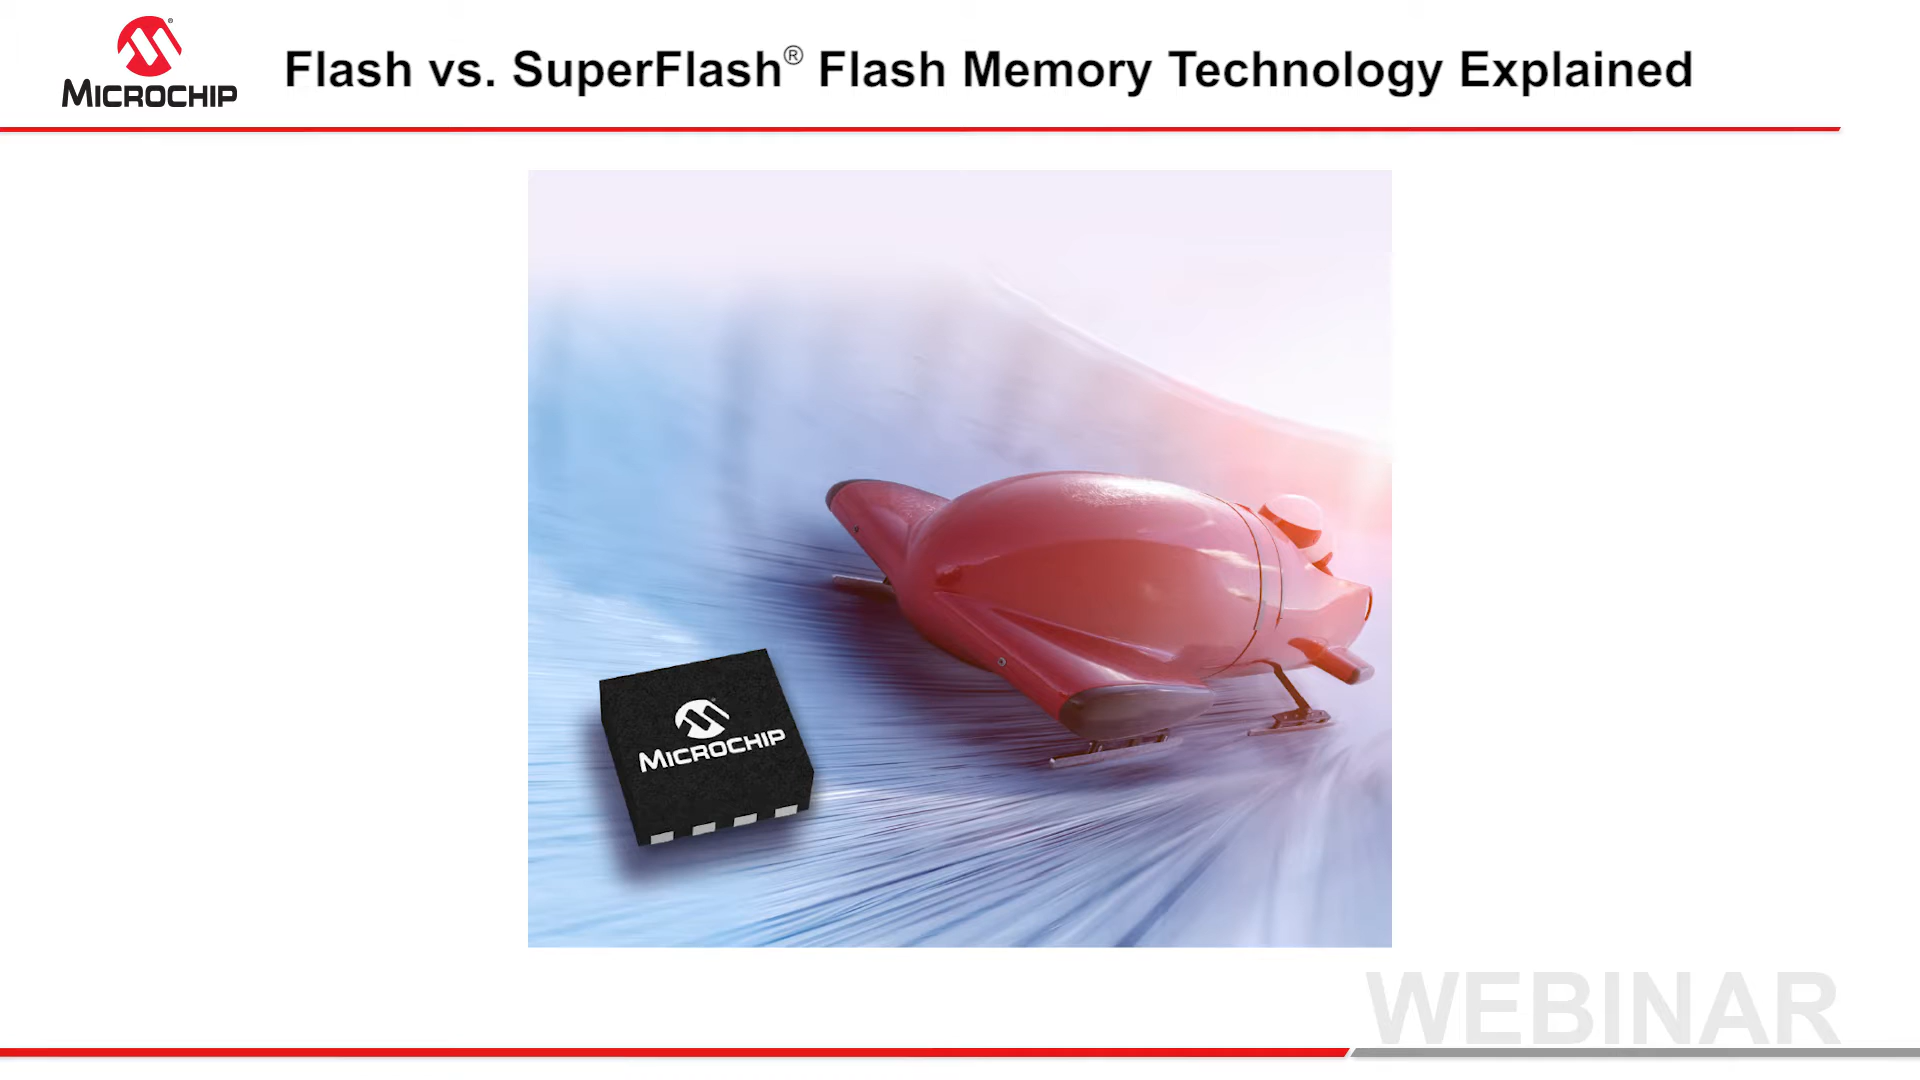 MICROCHIP
Flash vs. SuperFlash® Flash Memory Technology Explained
MICROCHIP
WEBINAR